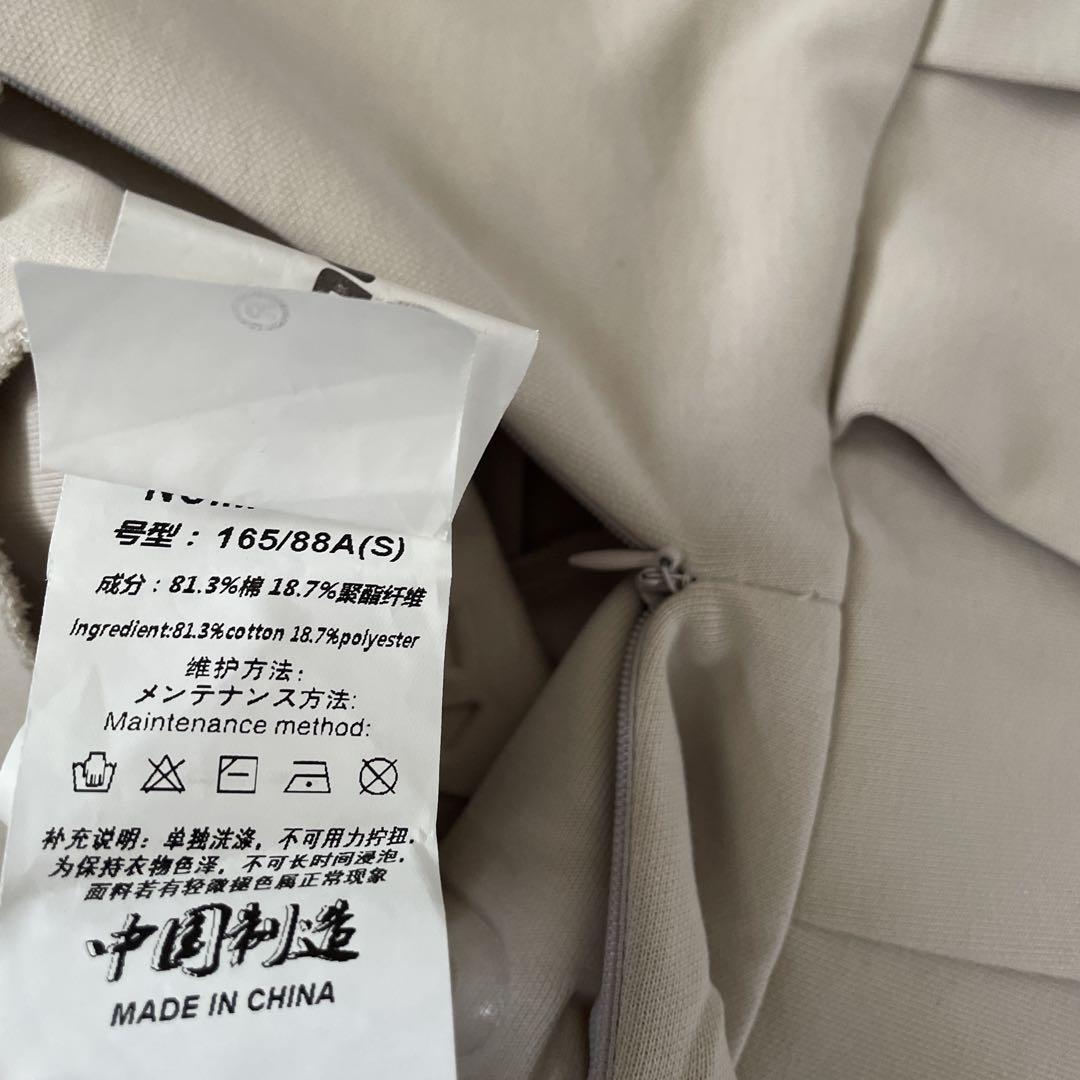 号型：165/88A(S)
成分：81.3%棉 18.7%聚酯纤维
Ingredient:81.3%cotton 18.7%polyester
维护方法:
メンテナンス方法:
Maintenance method:
补充说明：单独洗涤，不可用力拧扭，
为保持衣物色泽，不可长时间浸泡，
面料若有轻微褪色属正常现象
中国制造
MADE IN CHINA